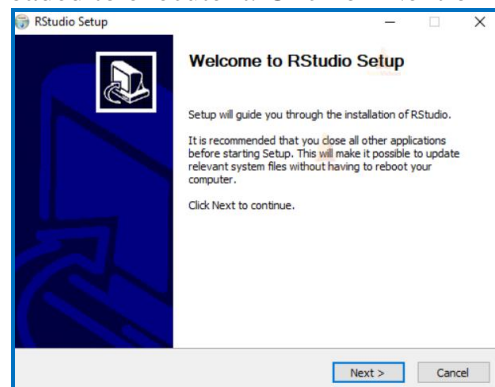 RStudio Setup
Welcome to RStudio Setup
Setup will guide you through the installation of RStudio.
It is recommended that you close all other applications
before starting Setup. This will make it possible to update
relevant system files without having to reboot your
computer.
Click Next to continue.
Next >
Cancel